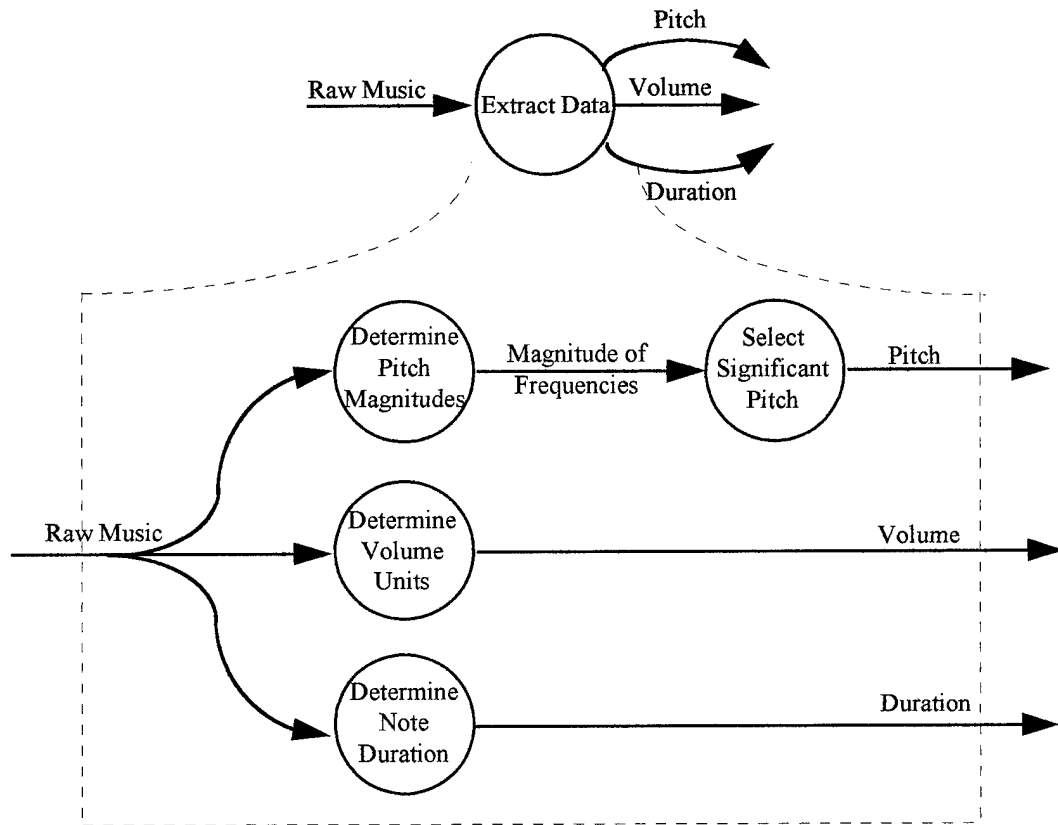 Pitch
Raw Music
Extract Data
Volume
Duration
Determine
Pitch
Magnitudes
Magnitude of
Frequencies
Select
Significant
Pitch
Pitch
Raw Music
Determine
Volume
Units
Volume
Determine
Note
Duration
Duration